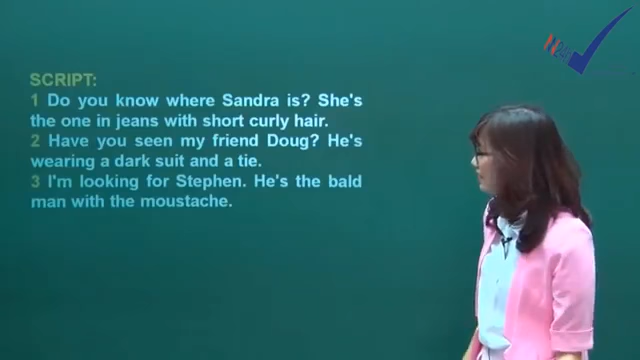 SCRIPT:
1 Do you know where Sandra is? She's
the one in jeans with short curly hair.
2 Have you seen my friend Doug? He's
wearing a dark suit and a tie.
3 I'm looking for Stephen. He's the bald
man with the moustache.